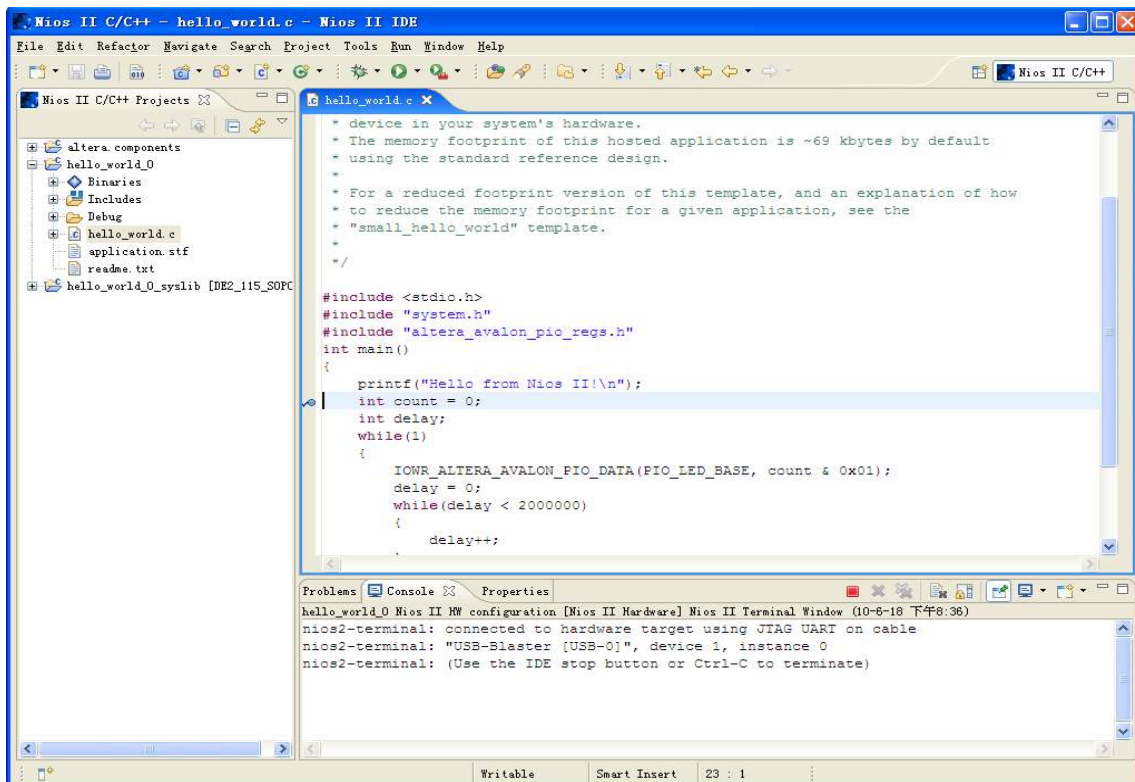 Nios II C/C++ - hello_world.c - Nios II IDE
File Edit Refactor Navigate Search Project Tools Run Window Help
Nios II C/C++
Nios II C/C++ Projects
altera.components
hello_world_0
Binaries
Includes
Debug
hello_world.c
application.stf
readme.txt
hello_world_0_syslib [DE2_115_SOPC
hello_world.c
* device in your system's hardware.
* The memory footprint of this hosted application is ~69 kbytes by default
* using the standard reference design.
*
* For a reduced footprint version of this template, and an explanation of how
* to reduce the memory footprint for a given application, see the
* "small_hello_world" template.
*
*/
#include <stdio.h>
#include "system.h"
#include "altera_avalon_pio_regs.h"
int main()
{
printf("Hello from Nios II!\n");
int count = 0;
int delay;
while(1)
{
IOWR_ALTERA_AVALON_PIO_DATA(PIO_LED_BASE, count & 0x01);
delay = 0;
while(delay < 2000000)
{
delay++;
Problems Console Properties
hello_world_0 Nios II HW configuration [Nios II Hardware] Nios II Terminal Window (10-6-18 下午8:36)
nios2-terminal: connected to hardware target using JTAG UART on cable
nios2-terminal: "USB-Blaster [USB-0]", device 1, instance 0
nios2-terminal: (Use the IDE stop button or Ctrl-C to terminate)
Writable Smart Insert 23 : 1